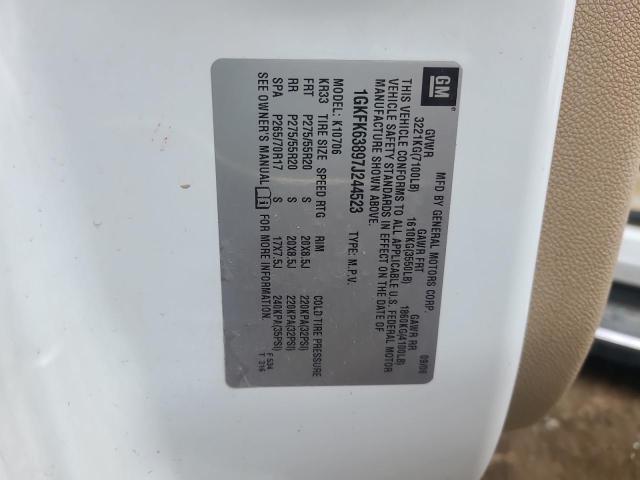 GM
MFD BY GENERAL MOTORS CORP. 09/06
GVWR GAWR FRT GAWR RR
3221KG(7100LB) 1610KG(3550LB) 1860KG(4100LB)
THIS VEHICLE CONFORMS TO ALL APPLICABLE U.S. FEDERAL MOTOR
VEHICLE SAFETY STANDARDS IN EFFECT ON THE DATE OF
MANUFACTURE SHOWN ABOVE.
1GKFK63897J244523 TYPE: M.P.V.
MODEL: K10706
KR33 TIRE SIZE SPEED RTG RIM COLD TIRE PRESSURE
FRT P275/55R20 S 20X8.5J 220KPA(32PSI)
RR P275/55R20 S 20X8.5J 220KPA(32PSI)
SPA P265/70R17 S 17X7.5J 240KPA(35PSI)
SEE OWNER'S MANUAL FOR ADDITIONAL INFORMATION. F 534
T 316